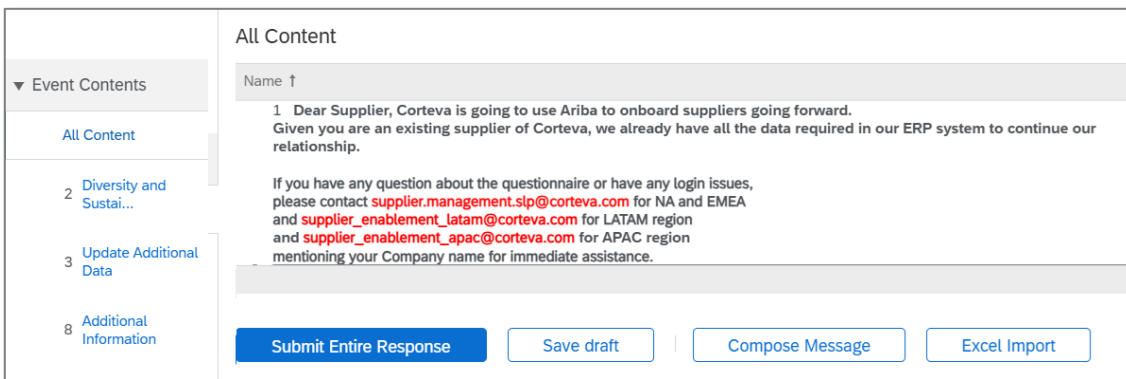 All Content
▼ Event Contents
Name ↑
All Content
1 Dear Supplier, Corteva is going to use Ariba to onboard suppliers going forward.
Given you are an existing supplier of Corteva, we already have all the data required in our ERP system to continue our
relationship.
If you have any question about the questionnaire or have any login issues,
please contact supplier.management.slp@corteva.com for NA and EMEA
and supplier_enablement_latam@corteva.com for LATAM region
and supplier_enablement_apac@corteva.com for APAC region
mentioning your Company name for immediate assistance.
2 Diversity and
Sustai...
3 Update Additional
Data
8 Additional
Information
Submit Entire Response
Save draft
Compose Message
Excel Import